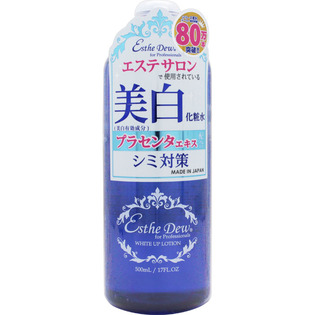 80万
突破!!
Esthe Dew®
for Professionals
エステサロン
で使用されている
美白
化粧水
(美白有効成分)
プラセンタエキス
シミ対策
MADE IN JAPAN
Esthe Dew®
for Professionals
WHITE UP LOTION
500mL / 17FL.OZ